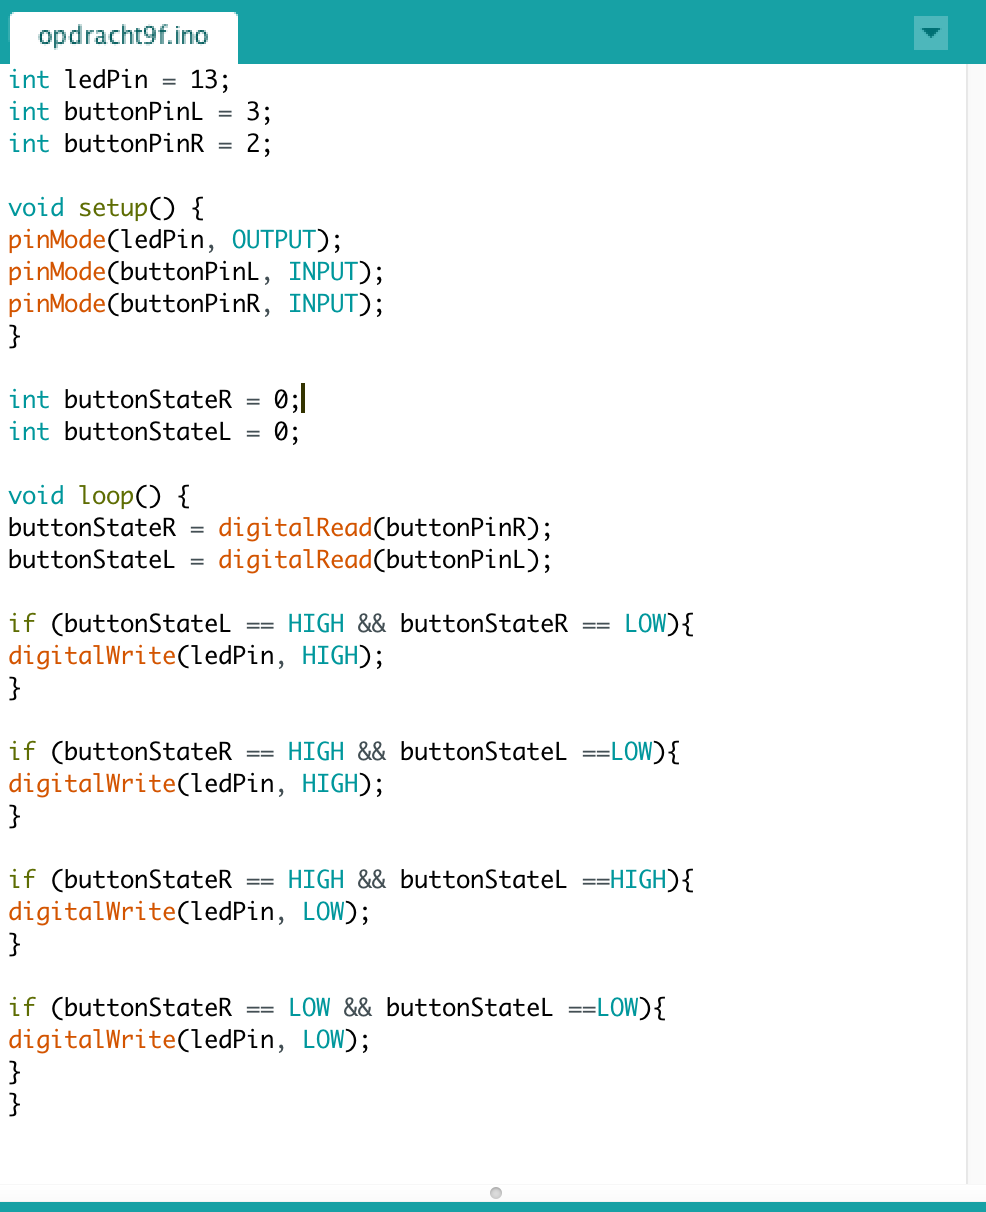 opdracht9f.ino
int ledPin = 13;
int buttonPinL = 3;
int buttonPinR = 2;
void setup() {
pinMode(ledPin, OUTPUT);
pinMode(buttonPinL, INPUT);
pinMode(buttonPinR, INPUT);
}
int buttonStateR = 0;
int buttonStateL = 0;
void loop() {
buttonStateR = digitalRead(buttonPinR);
buttonStateL = digitalRead(buttonPinL);
if (buttonStateL == HIGH && buttonStateR == LOW){
digitalWrite(ledPin, HIGH);
}
if (buttonStateR == HIGH && buttonStateL ==LOW){
digitalWrite(ledPin, HIGH);
}
if (buttonStateR == HIGH && buttonStateL ==HIGH){
digitalWrite(ledPin, LOW);
}
if (buttonStateR == LOW && buttonStateL ==LOW){
digitalWrite(ledPin, LOW);
}
}